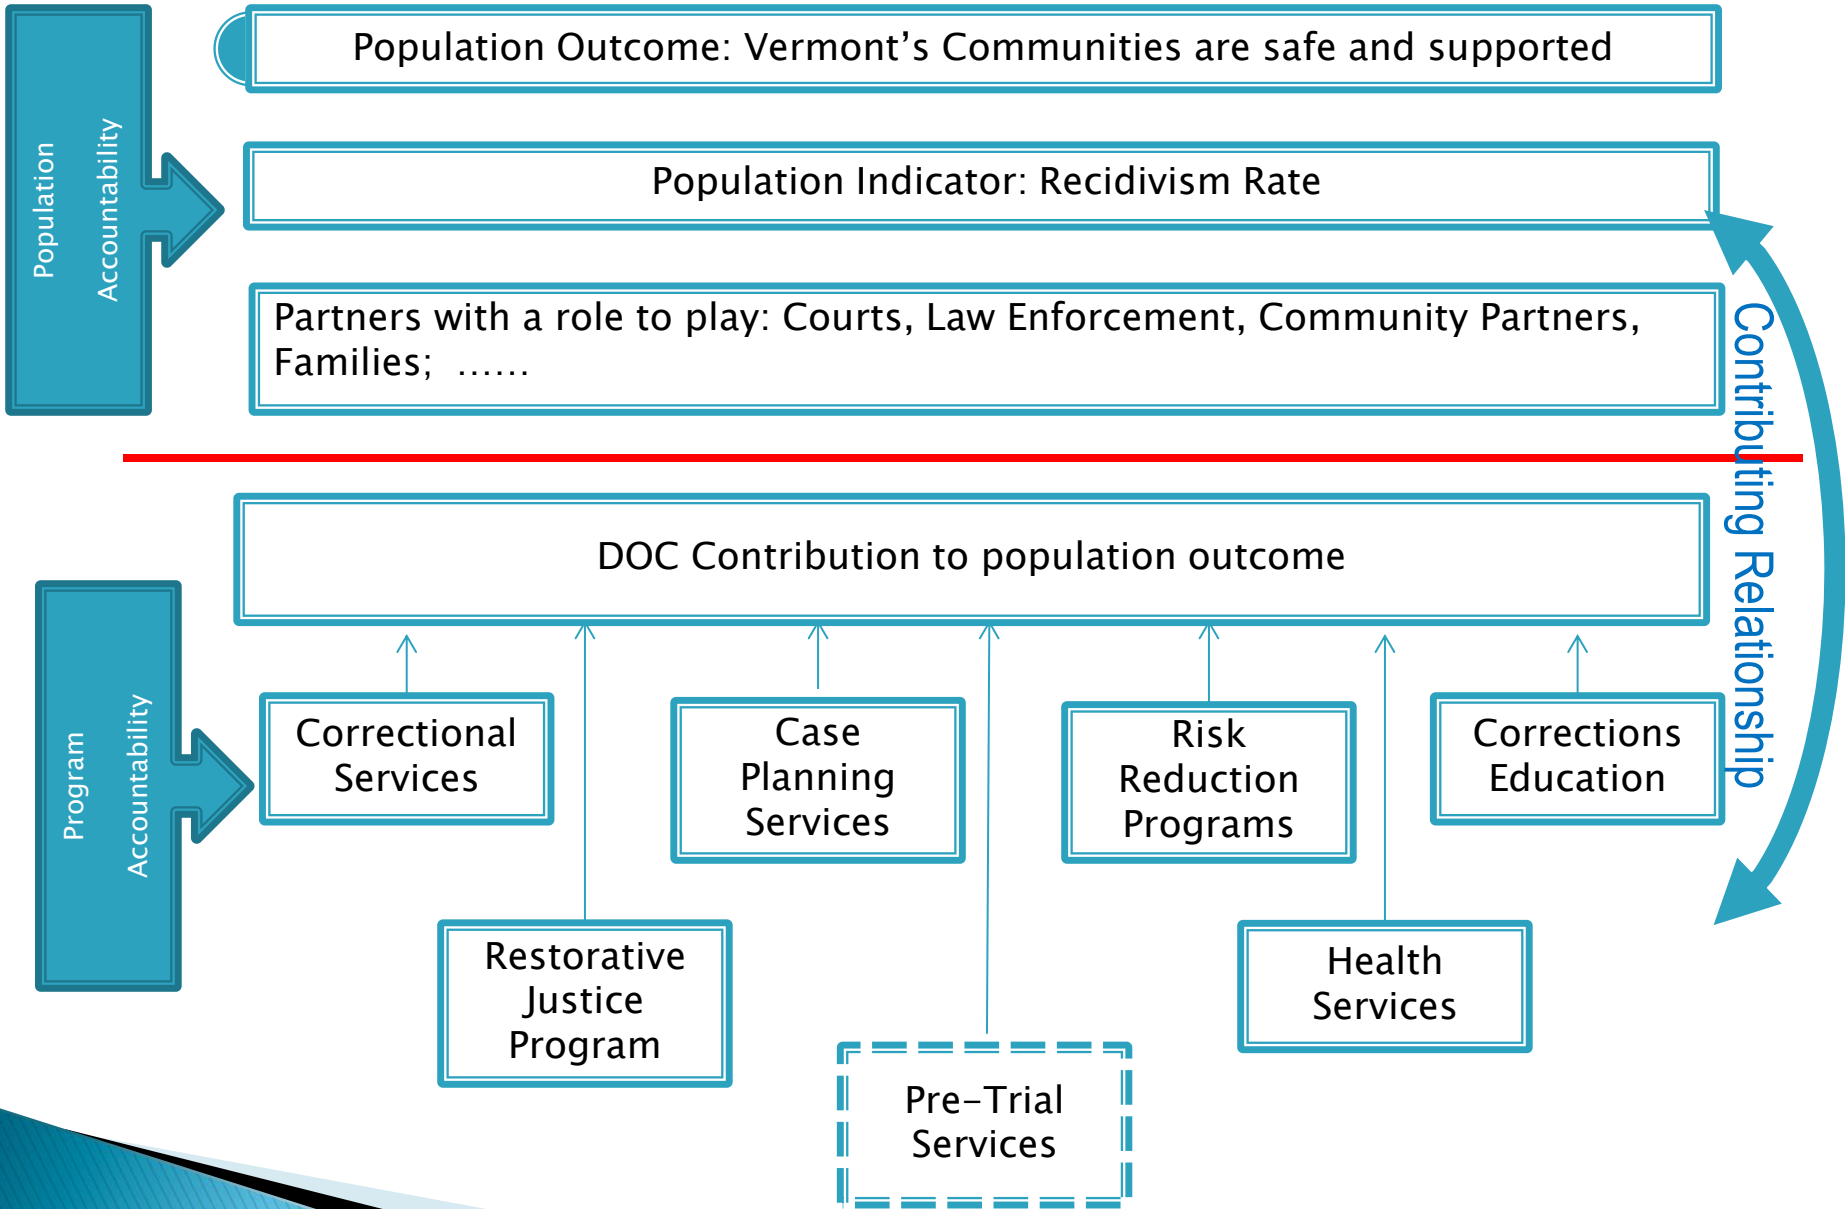 Population Outcome: Vermont’s Communities are safe and supported
Population
Accountability
Population Indicator: Recidivism Rate
Partners with a role to play: Courts, Law Enforcement, Community Partners,
Families; ……
Contributing Relationship
DOC Contribution to population outcome
Program
Accountability
Correctional
Services
Case
Planning
Services
Risk
Reduction
Programs
Corrections
Education
Restorative
Justice
Program
Health
Services
Pre-Trial
Services